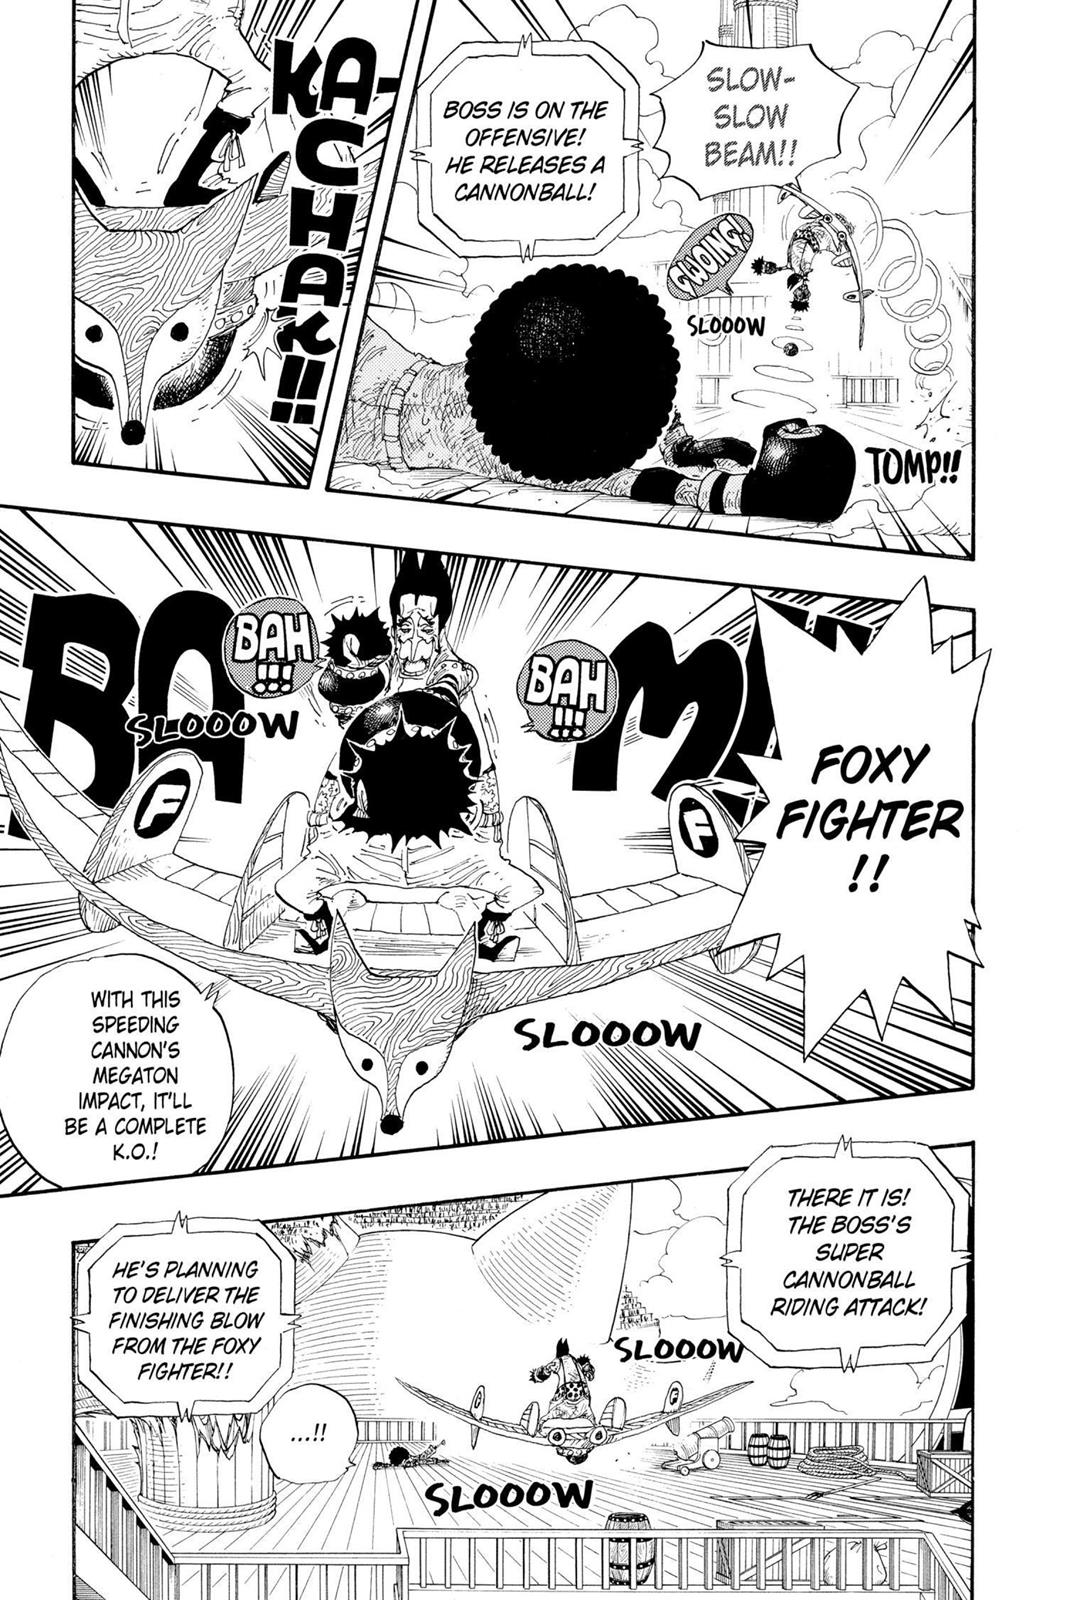 SLOW-
SLOW
BEAM!!
BOSS IS ON THE
OFFENSIVE!
HE RELEASES A
CANNONBALL!
WOING!
SLOOOW
TOMP!!
KA-
CHAK!!!
FOXY
FIGHTER
!!
BAH
!!!
BAH
!!!
SLOOOW
F
F
SLOOOW
WITH THIS
SPEEDING
CANNON'S
MEGATON
IMPACT, IT'LL
BE A COMPLETE
K.O.!
THERE IT IS!
THE BOSS'S
SUPER
CANNONBALL
RIDING ATTACK!
HE'S PLANNING
TO DELIVER THE
FINISHING BLOW
FROM THE FOXY
FIGHTER!!
SLOOOW
...!!
SLOOOW